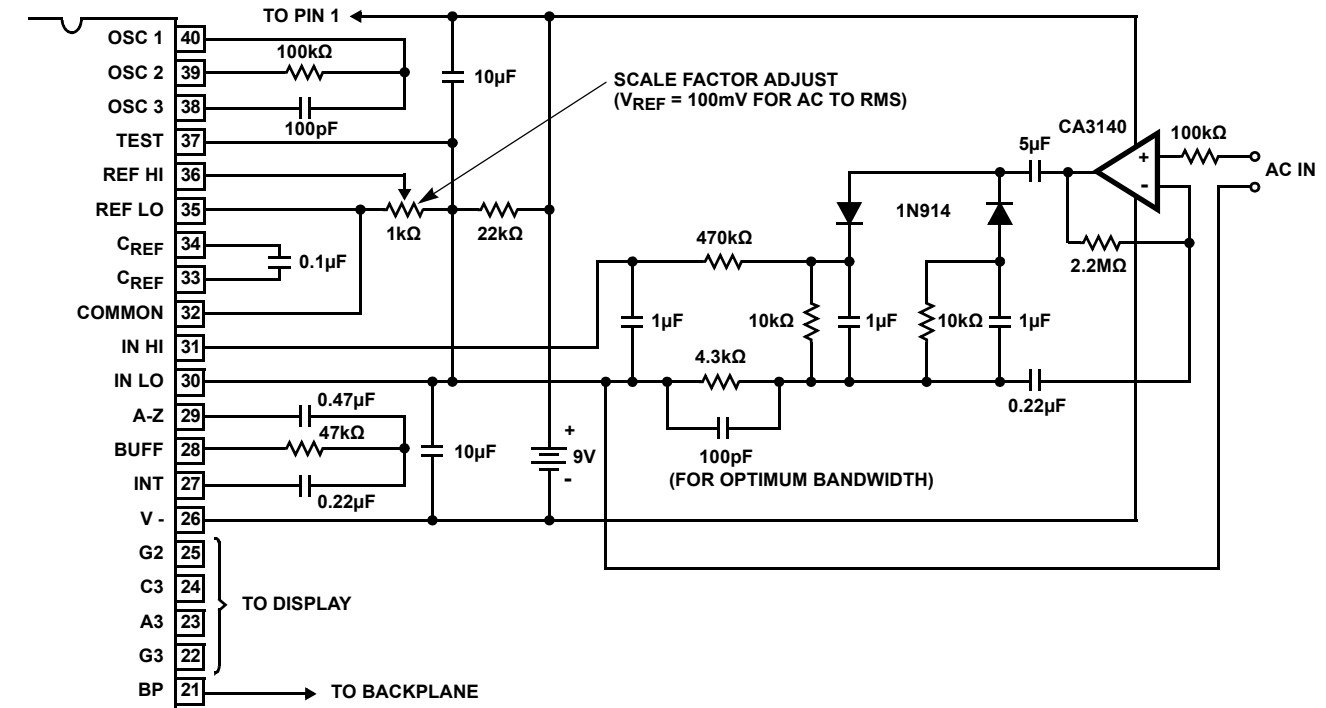 TO PIN 1
OSC 1 40
100kΩ
OSC 2 39
10µF
SCALE FACTOR ADJUST
(VREF = 100mV FOR AC TO RMS)
OSC 3 38
100pF
TEST 37
CA3140
100kΩ
5µF
+
-
AC IN
REF HI 36
REF LO 35
1kΩ
22kΩ
1N914
470kΩ
2.2MΩ
CREF 34
0.1µF
CREF 33
COMMON 32
1µF
10kΩ
1µF
10kΩ
1µF
IN HI 31
4.3kΩ
IN LO 30
0.22µF
0.47µF
A-Z 29
47kΩ
BUFF 28
10µF
+
9V
-
100pF
(FOR OPTIMUM BANDWIDTH)
INT 27
0.22µF
V - 26
G2 25
C3 24
TO DISPLAY
A3 23
G3 22
BP 21
TO BACKPLANE